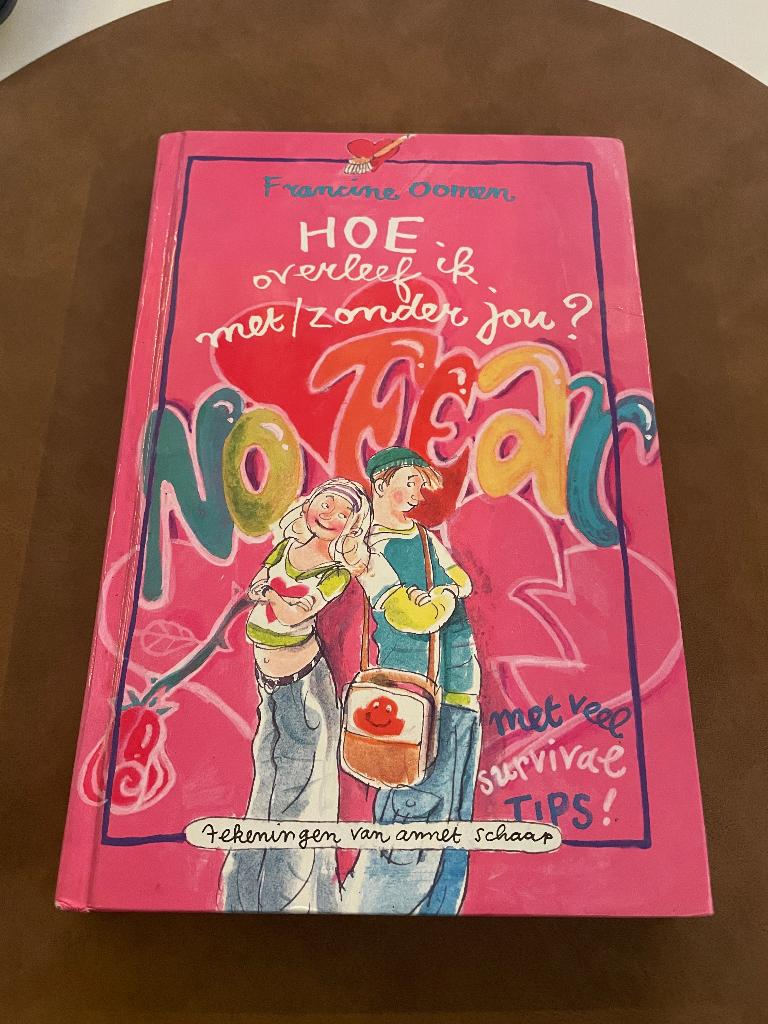 Francine Oomen
HOE
overleef ik
met/zonder jou?
NO FEar
met veel
survival
TIPS!
tekeningen van annet schaap